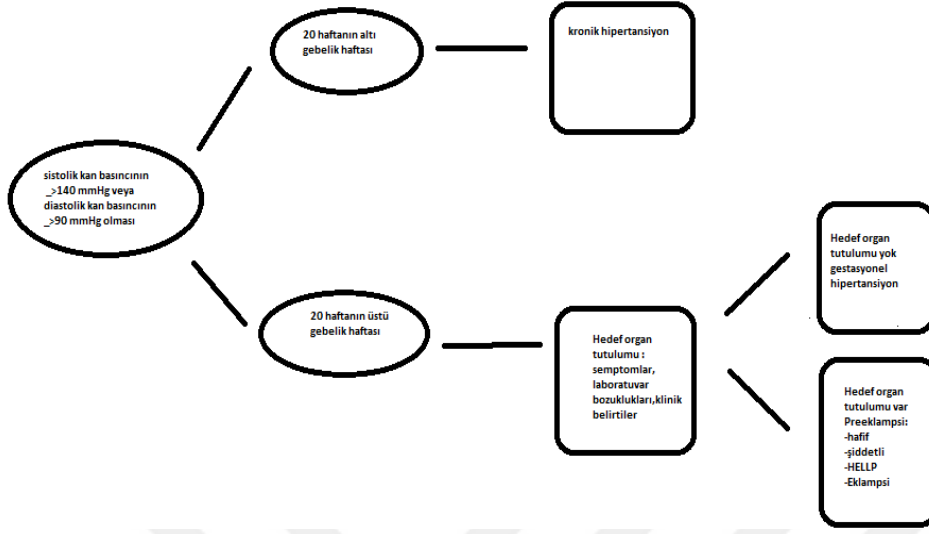 20 haftanın altı
gebelik haftası
kronik hipertansiyon
sistolik kan basıncının
_>140 mmHg veya
diastolik kan basıncının
_>90 mmHg olması
20 haftanın üstü
gebelik haftası
Hedef organ
tutulumu :
semptomlar,
laboratuvar
bozuklukları,klinik
belirtiler
Hedef organ
tutulumu yok
gestasyonel
hipertansiyon
Hedef organ
tutulumu var
Preeklampsi:
-hafif
-şiddetli
-HELLP
-Eklampsi